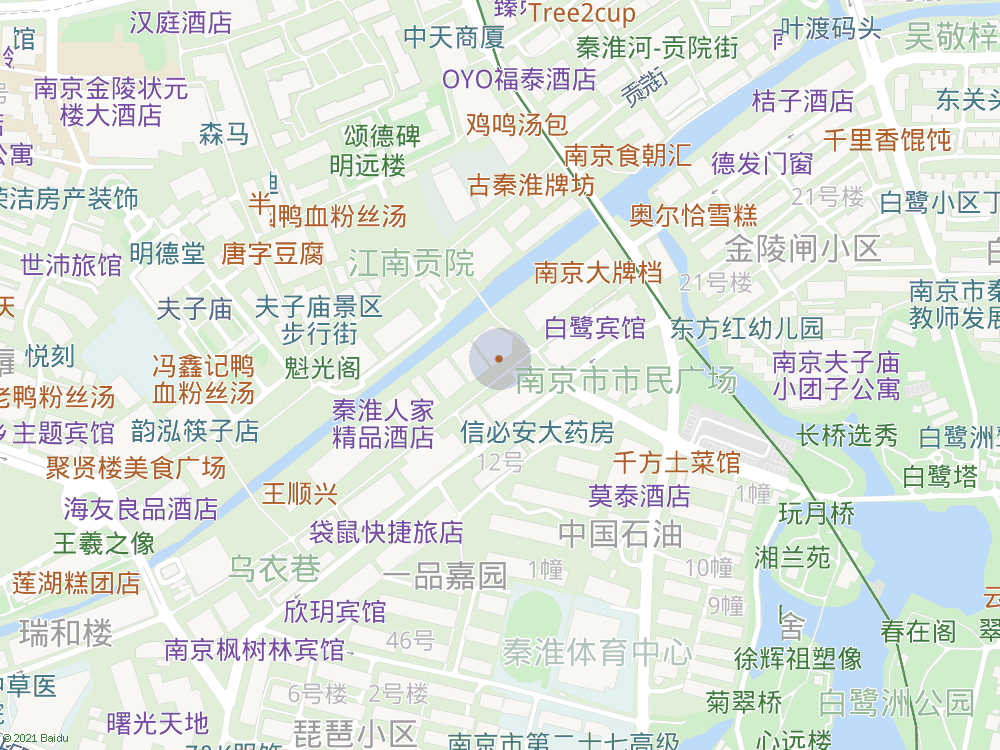 汉庭酒店
Tree2cup
叶渡码头
馆
中天商厦
秦淮河-贡院街
吴敬梓
OYO福泰酒店
贡院街
南京金陵状元
楼大酒店
桔子酒店
东关头
森马
颂德碑
明远楼
鸡鸣汤包
千里香馄饨
南京食朝汇
德发门窗
公寓
古秦淮牌坊
21号楼
洁房产装饰
半
鸭血粉丝汤
奥尔恰雪糕
白鹭小区
明德堂
唐字豆腐
江南贡院
金陵闸小区
世沛旅馆
南京大牌档
21号楼
夫子庙
夫子庙景区
步行街
白鹭宾馆
东方红幼儿园
南京市秦
教师发展
悦刻
冯鑫记鸭
血粉丝汤
魁光阁
南京夫子庙
小团子公寓
南京市市民广场
老鸭粉丝汤
秦淮人家
精品酒店
主题宾馆
韵泓筷子店
信必安大药房
长桥选秀
白鹭洲
聚贤楼美食广场
12号
千方土菜馆
白鹭塔
王顺兴
莫泰酒店
1幢
海友良品酒店
玩月桥
袋鼠快捷旅店
中国石油
王羲之像
湘兰苑
乌衣巷
一品嘉园
1幢
10幢
莲湖糕团店
9幢
云
欣玥宾馆
舍
瑞和楼
46号
春在阁
翠
南京枫树林宾馆
秦淮体育中心
徐辉祖塑像
中草医
6号楼
2号楼
菊翠桥
白鹭洲公园
曙光天地
琵琶小区
南京市第二十七高级
心远楼
© 2021 Baidu